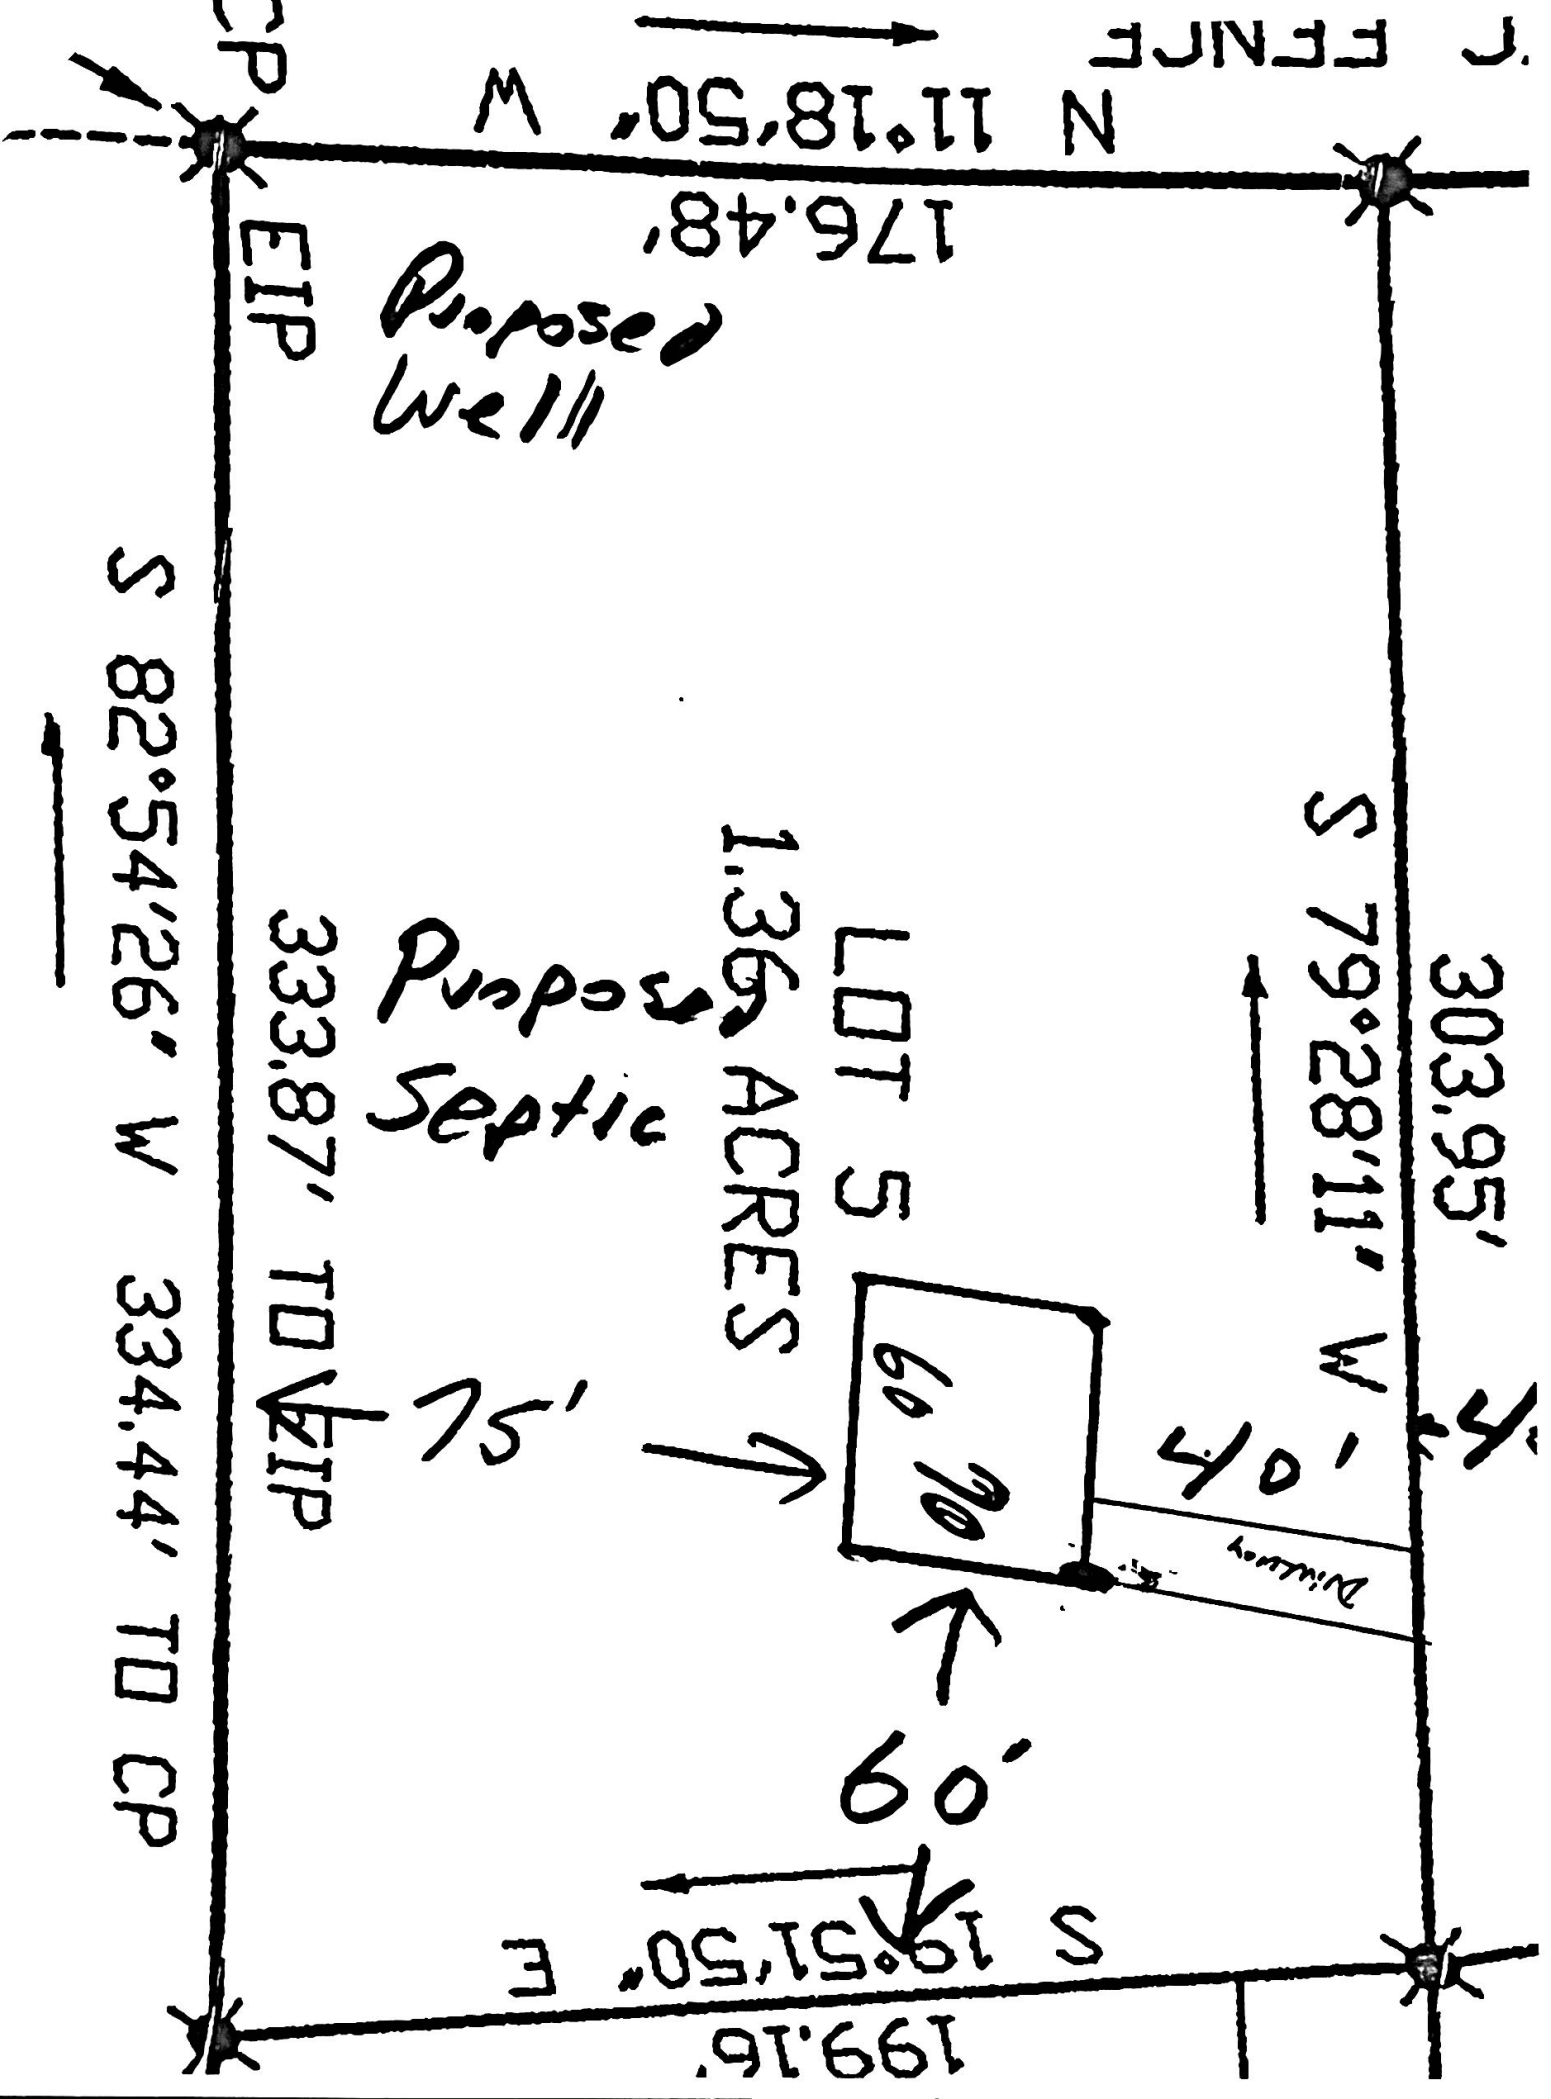 CP
FENCE
N 11°18'50" W
176.48'
EIP
Proposed
Well
S 82°54'26" W 334.44' TO CP
333.87' TO EIP
Proposed
Septic
1.36 ACRES
LOT 5
S 79°28'11" W
303.95'
75'
60
40'
Driveway
60'
S 19°51'50" E
199.16'